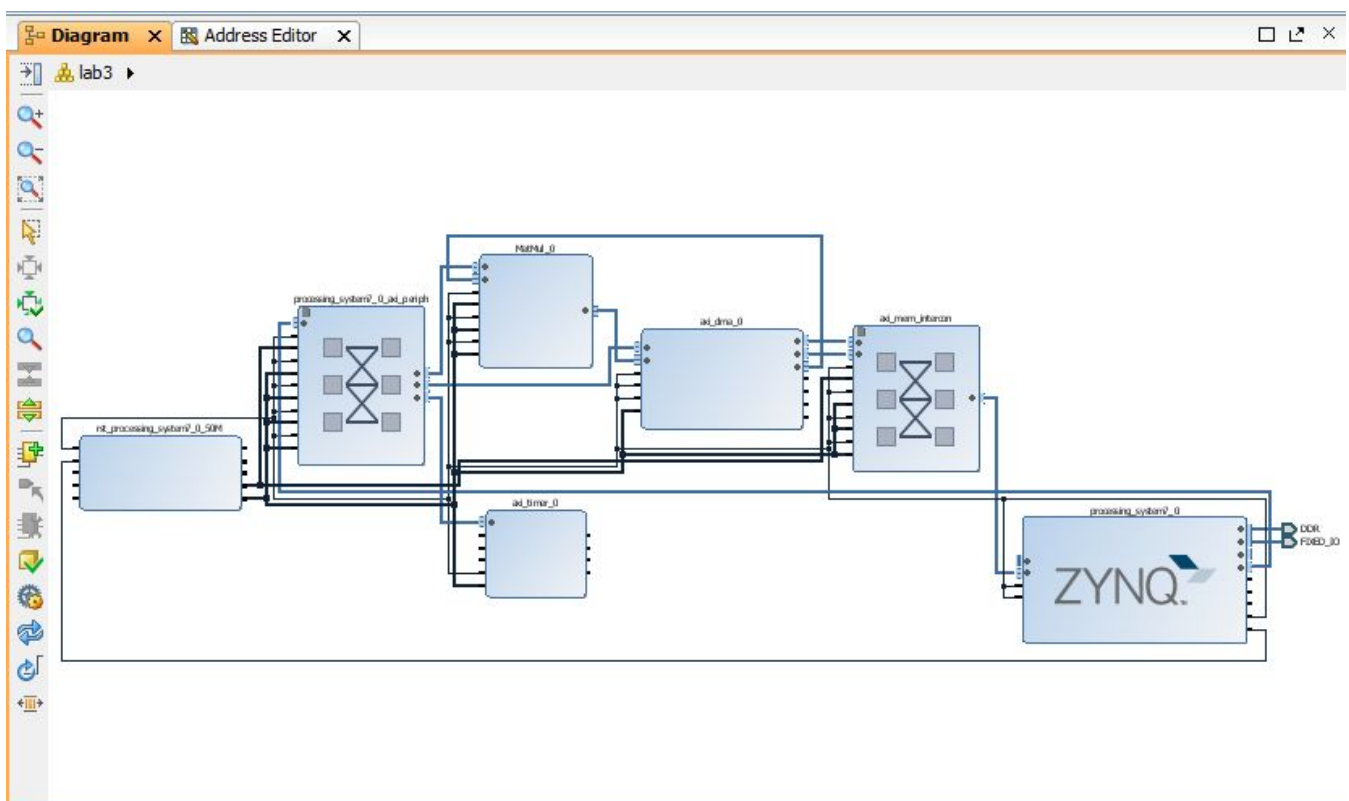 Diagram
Address Editor
lab3
MatMul_0
processing_system7_0_axi_periph
axi_dma_0
axi_mem_intercon
rst_processing_system7_0_50M
axi_timer_0
processing_system7_0
DDR
FIXED_IO
ZYNQ